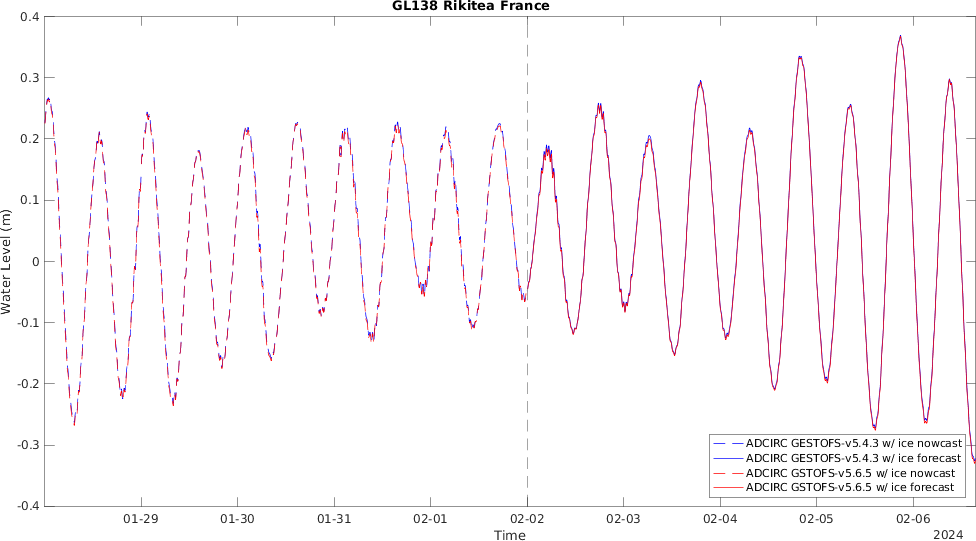 GL138 Rikitea France
0.4
0.3
0.2
0.1
0
-0.1
-0.2
-0.3
-0.4
Water Level (m)
ADCIRC GESTOFS-v5.4.3 w/ ice nowcast
ADCIRC GESTOFS-v5.4.3 w/ ice forecast
ADCIRC GSTOFS-v5.6.5 w/ ice nowcast
ADCIRC GSTOFS-v5.6.5 w/ ice forecast
01-29 01-30 01-31 02-01 02-02 02-03 02-04 02-05 02-06
Time
2024